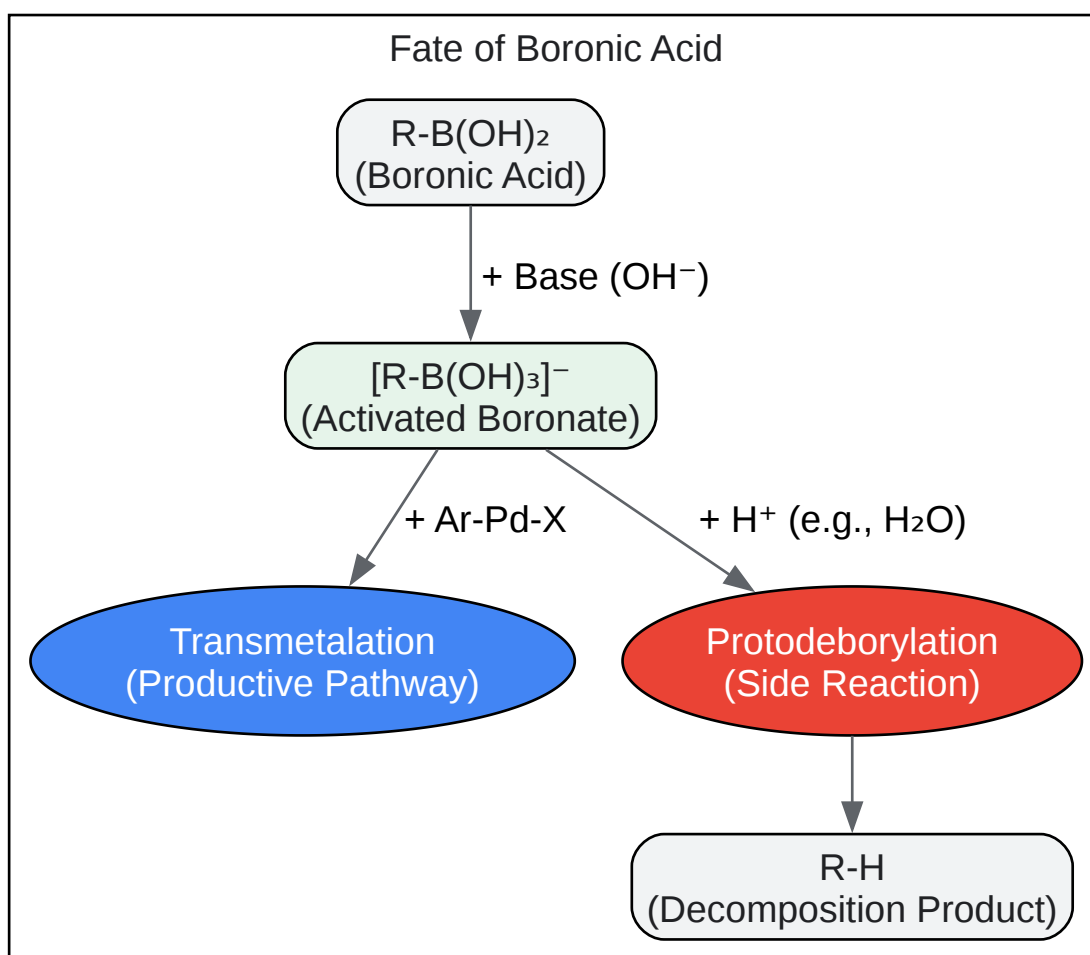 Fate of Boronic Acid
R-B(OH)₂
(Boronic Acid)
+ Base (OH⁻)
[R-B(OH)₃]⁻
(Activated Boronate)
+ Ar-Pd-X
+ H⁺ (e.g., H₂O)
Transmetalation
(Productive Pathway)
Protodeborylation
(Side Reaction)
R-H
(Decomposition Product)